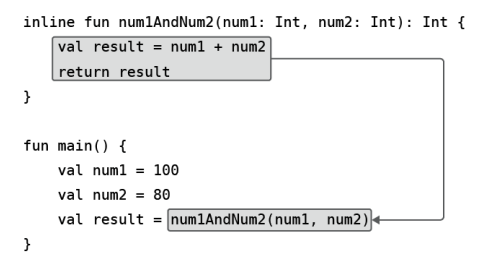 inline fun num1AndNum2(num1: Int, num2: Int): Int {
    val result = num1 + num2
    return result
}
fun main() {
    val num1 = 100
    val num2 = 80
    val result = num1AndNum2(num1, num2)
}